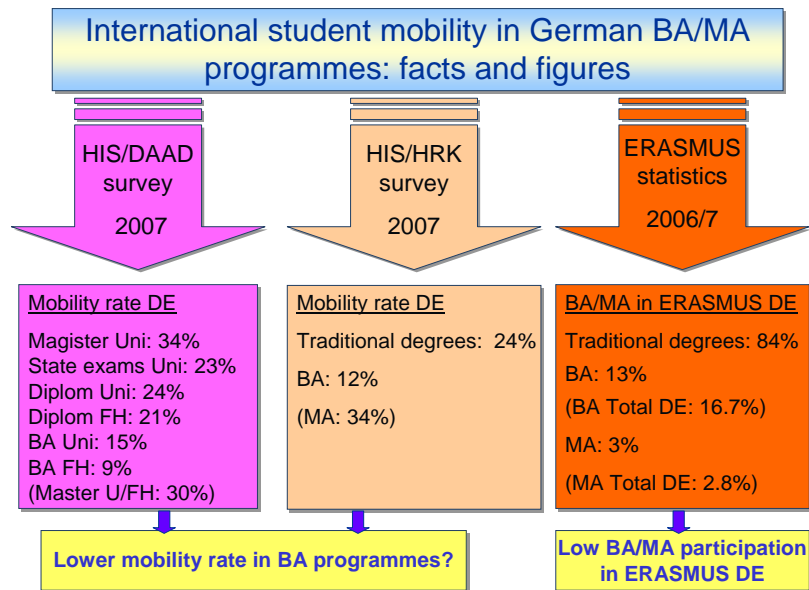 International student mobility in German BA/MA
programmes: facts and figures
HIS/DAAD
survey
2007
HIS/HRK
survey
2007
ERASMUS
statistics
2006/7
Mobility rate DE
Magister Uni: 34%
State exams Uni: 23%
Diplom Uni: 24%
Diplom FH: 21%
BA Uni: 15%
BA FH: 9%
(Master U/FH: 30%)
Mobility rate DE
Traditional degrees: 24%
BA: 12%
(MA: 34%)
BA/MA in ERASMUS DE
Traditional degrees: 84%
BA: 13%
(BA Total DE: 16.7%)
MA: 3%
(MA Total DE: 2.8%)
Lower mobility rate in BA programmes?
Low BA/MA participation
in ERASMUS DE